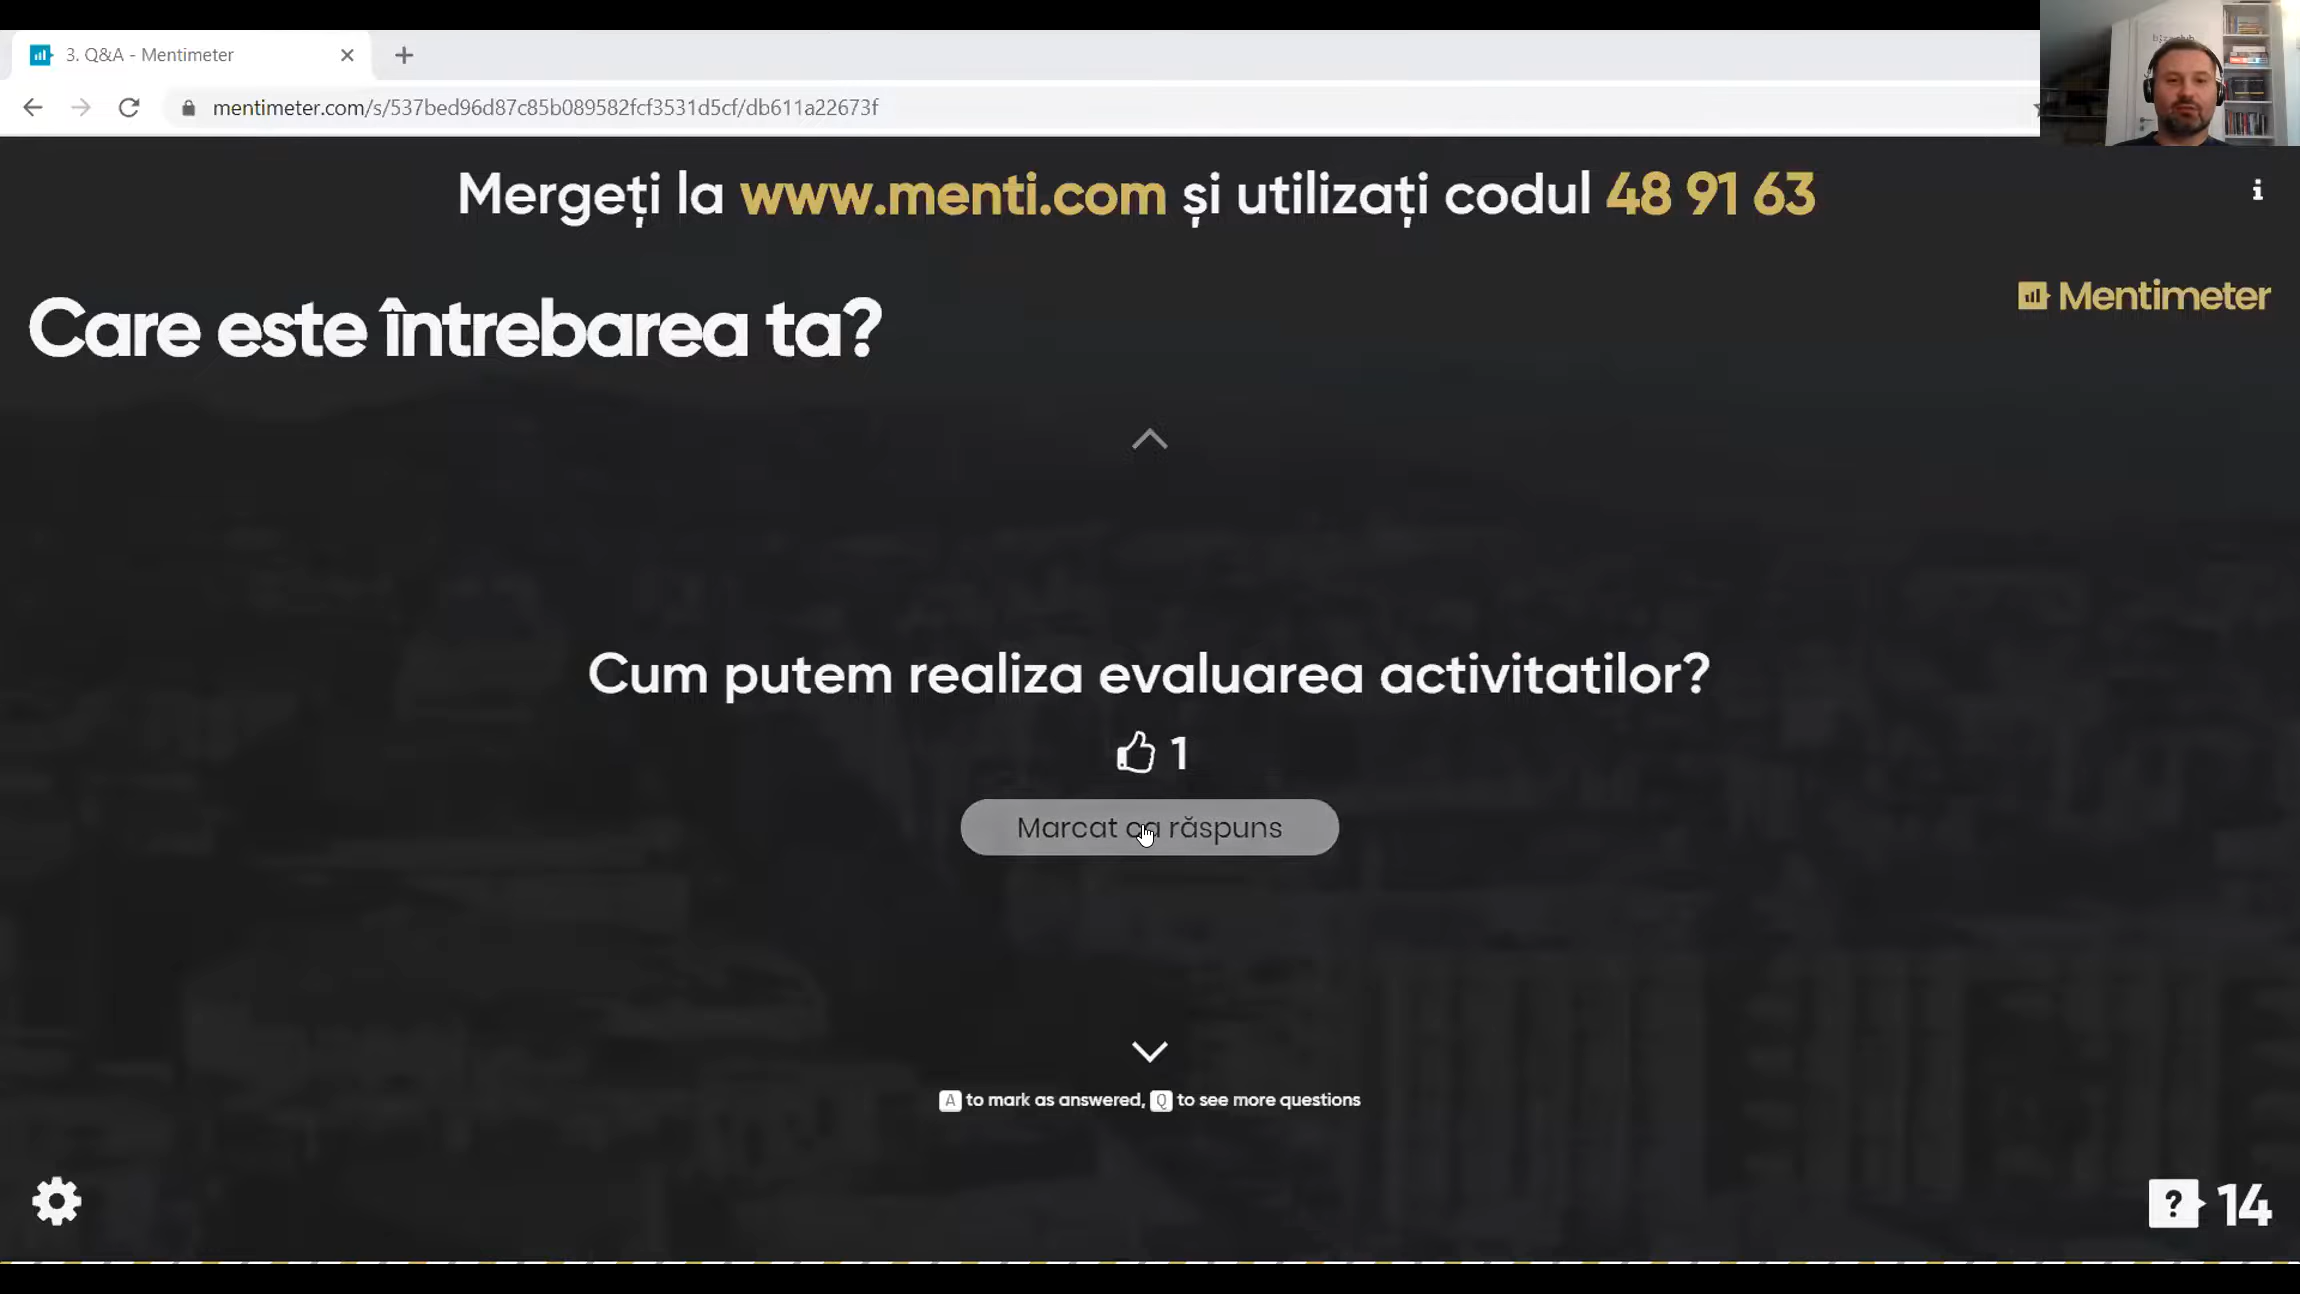 3. Q&A - Mentimeter
mentimeter.com/s/537bed96d87c85b089582fcf3531d5cf/db611a22673f
Mergeți la www.menti.com și utilizați codul 48 91 63
Mentimeter
Care este întrebarea ta?
Cum putem realiza evaluarea activitatilor?
1
Marcat ca răspuns
A to mark as answered, Q to see more questions
? 14